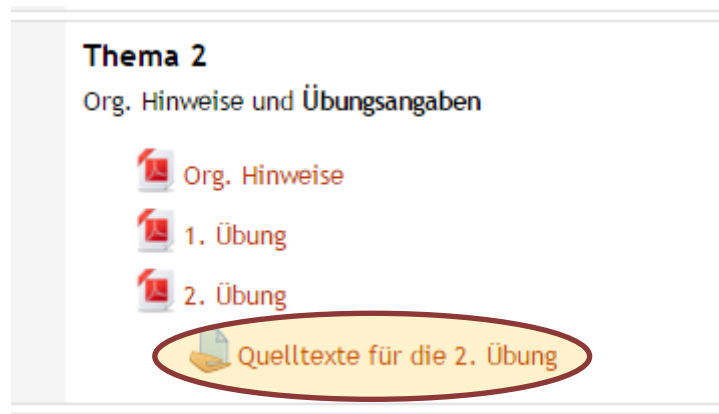 Thema 2
Org. Hinweise und Übungsangaben
Org. Hinweise
1. Übung
2. Übung
Quelltexte für die 2. Übung